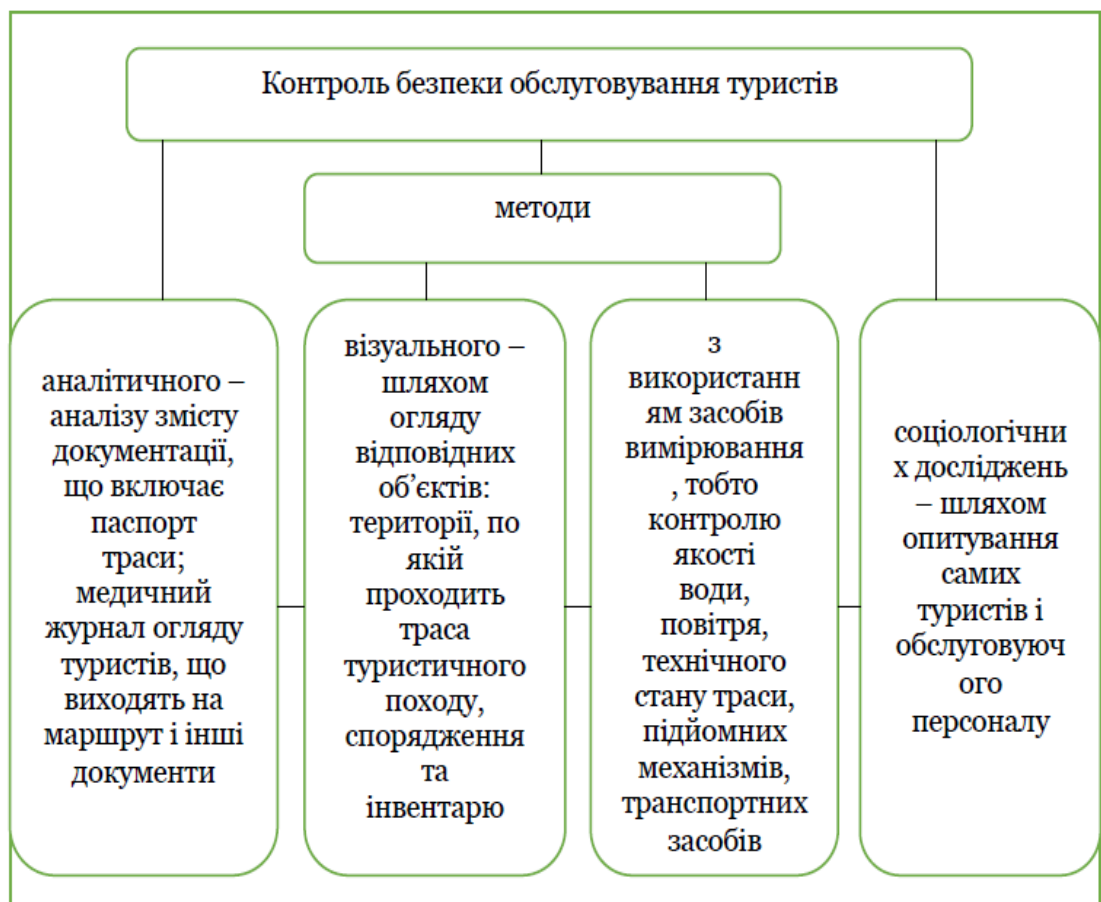 Контроль безпеки обслуговування туристів
методи
аналітичного –
аналізу змісту
документації,
що включає
паспорт
траси;
медичний
журнал огляду
туристів, що
виходять на
маршрут і інші
документи
візуального –
шляхом
огляду
відповідних
об’єктів:
території, по
якій
проходить
траса
туристичного
походу,
спорядження
та
інвентарю
з
використанн
ям засобів
вимірювання
, тобто
контролю
якості
води,
повітря,
технічного
стану траси,
підйомних
механізмів,
транспортних
засобів
соціологічни
х досліджень
– шляхом
опитування
самих
туристів і
обслуговуюч
ого
персоналу